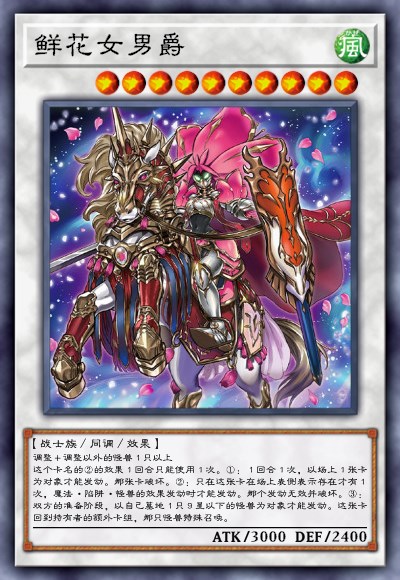 鲜花女男爵
風
【战士族／同调／效果】
调整＋调整以外的怪兽1只以上
这个卡名的②的效果1回合只能使用1次。①：1回合1次，以场上1张卡
为对象才能发动。那张卡破坏。②：只在这张卡在场上表侧表示存在才有1
次，魔法·陷阱·怪兽的效果发动时才能发动。那个发动无效并破坏。③：
双方的准备阶段，以自己墓地1只9星以下的怪兽为对象才能发动。这张卡
回到持有者的额外卡组，那只怪兽特殊召唤。
ATK/3000 DEF/2400